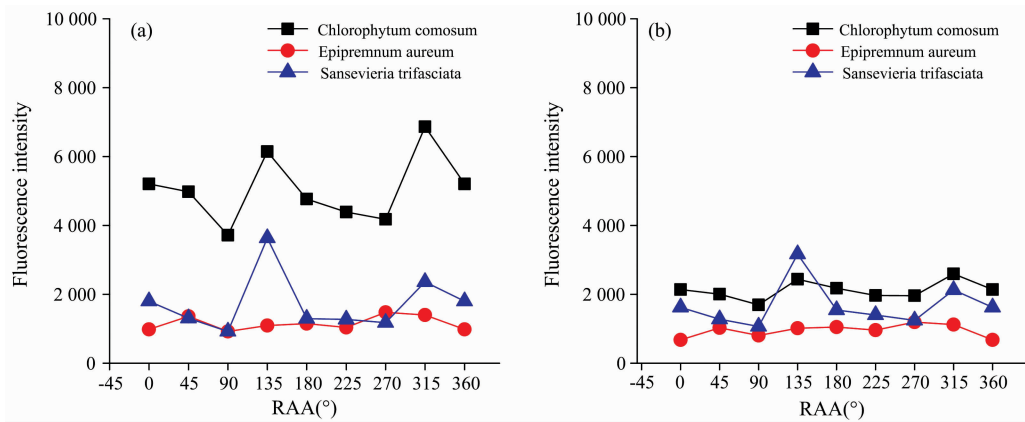 (a)
Chlorophytum comosum
Epipremnum aureum
Sansevieria trifasciata
Fluorescence intensity
10 000
8 000
6 000
4 000
2 000
0
-45 0 45 90 135 180 225 270 315 360
RAA(°)
(b)
Chlorophytum comosum
Epipremnum aureum
Sansevieria trifasciata
Fluorescence intensity
10 000
8 000
6 000
4 000
2 000
0
-45 0 45 90 135 180 225 270 315 360
RAA(°)